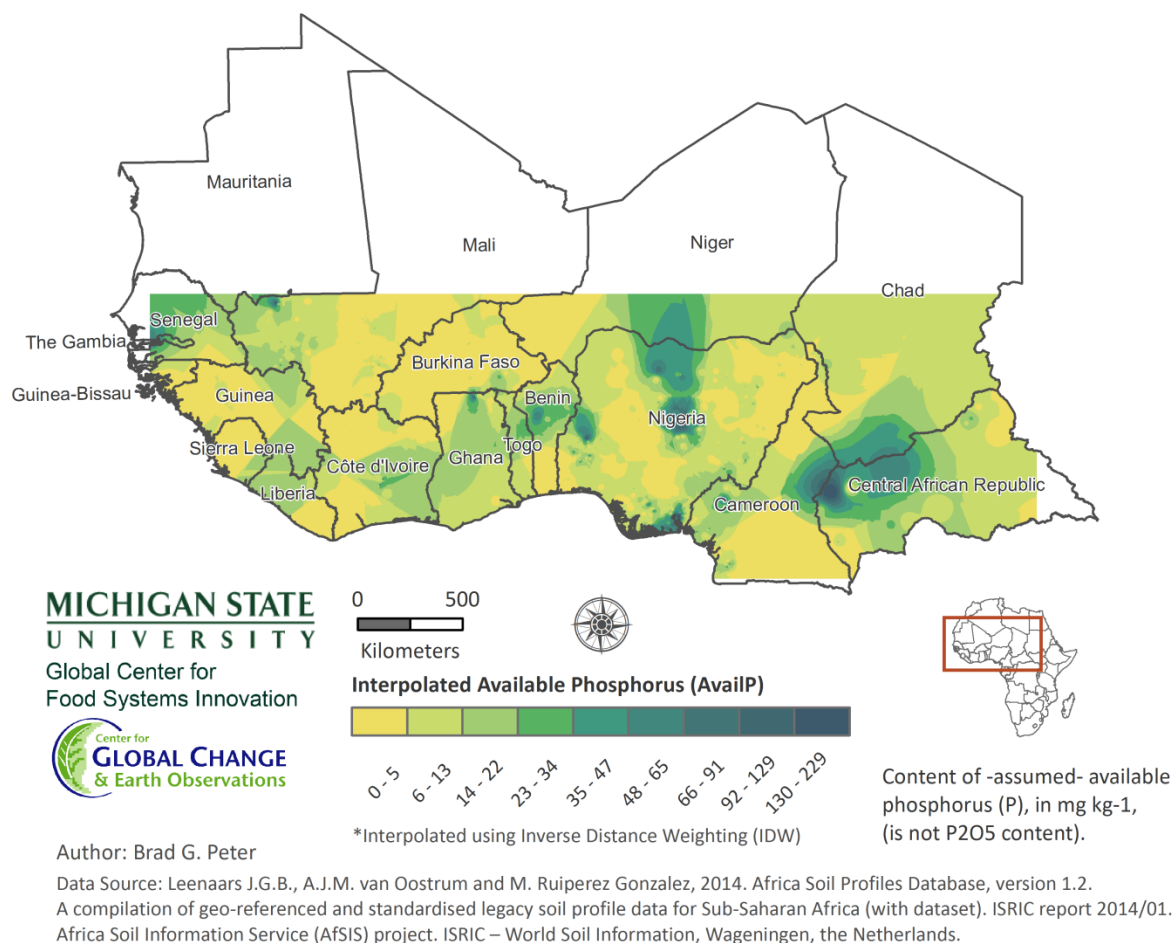 Mauritania
Mali
Niger
Chad
Senegal
The Gambia
Burkina Faso
Guinea-Bissau
Guinea
Benin
Nigeria
Sierra Leone
Togo
Côte d'Ivoire
Ghana
Central African Republic
Liberia
Cameroon
MICHIGAN STATE
UNIVERSITY
Global Center for
Food Systems Innovation
Center for
GLOBAL CHANGE
& Earth Observations
0 500
Kilometers
Interpolated Available Phosphorus (AvailP)
0 - 5
6 - 13
14 - 22
23 - 34
35 - 47
48 - 65
66 - 91
92 - 129
130 - 229
*Interpolated using Inverse Distance Weighting (IDW)
Content of -assumed- available
phosphorus (P), in mg kg-1,
(is not P2O5 content).
Author: Brad G. Peter
Data Source: Leenaars J.G.B., A.J.M. van Oostrum and M. Ruiperez Gonzalez, 2014. Africa Soil Profiles Database, version 1.2.
A compilation of geo-referenced and standardised legacy soil profile data for Sub-Saharan Africa (with dataset). ISRIC report 2014/01.
Africa Soil Information Service (AfSIS) project. ISRIC – World Soil Information, Wageningen, the Netherlands.